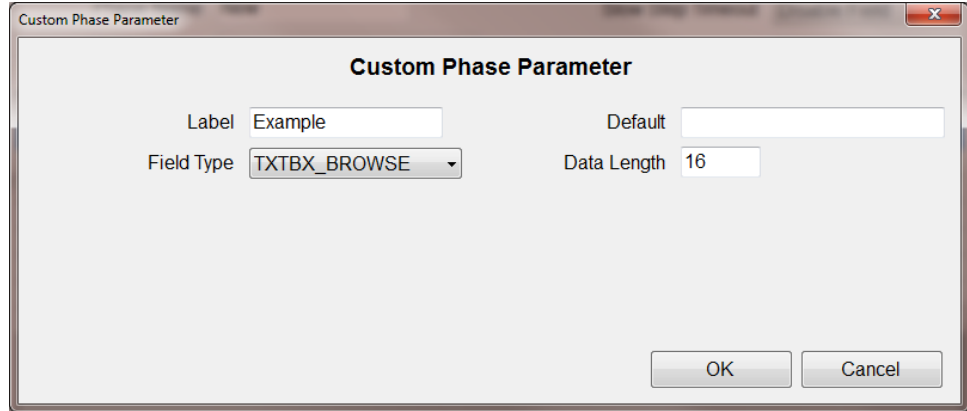 Custom Phase Parameter
Custom Phase Parameter
Label Example Default
Field Type TXTBX_BROWSE Data Length 16
OK Cancel